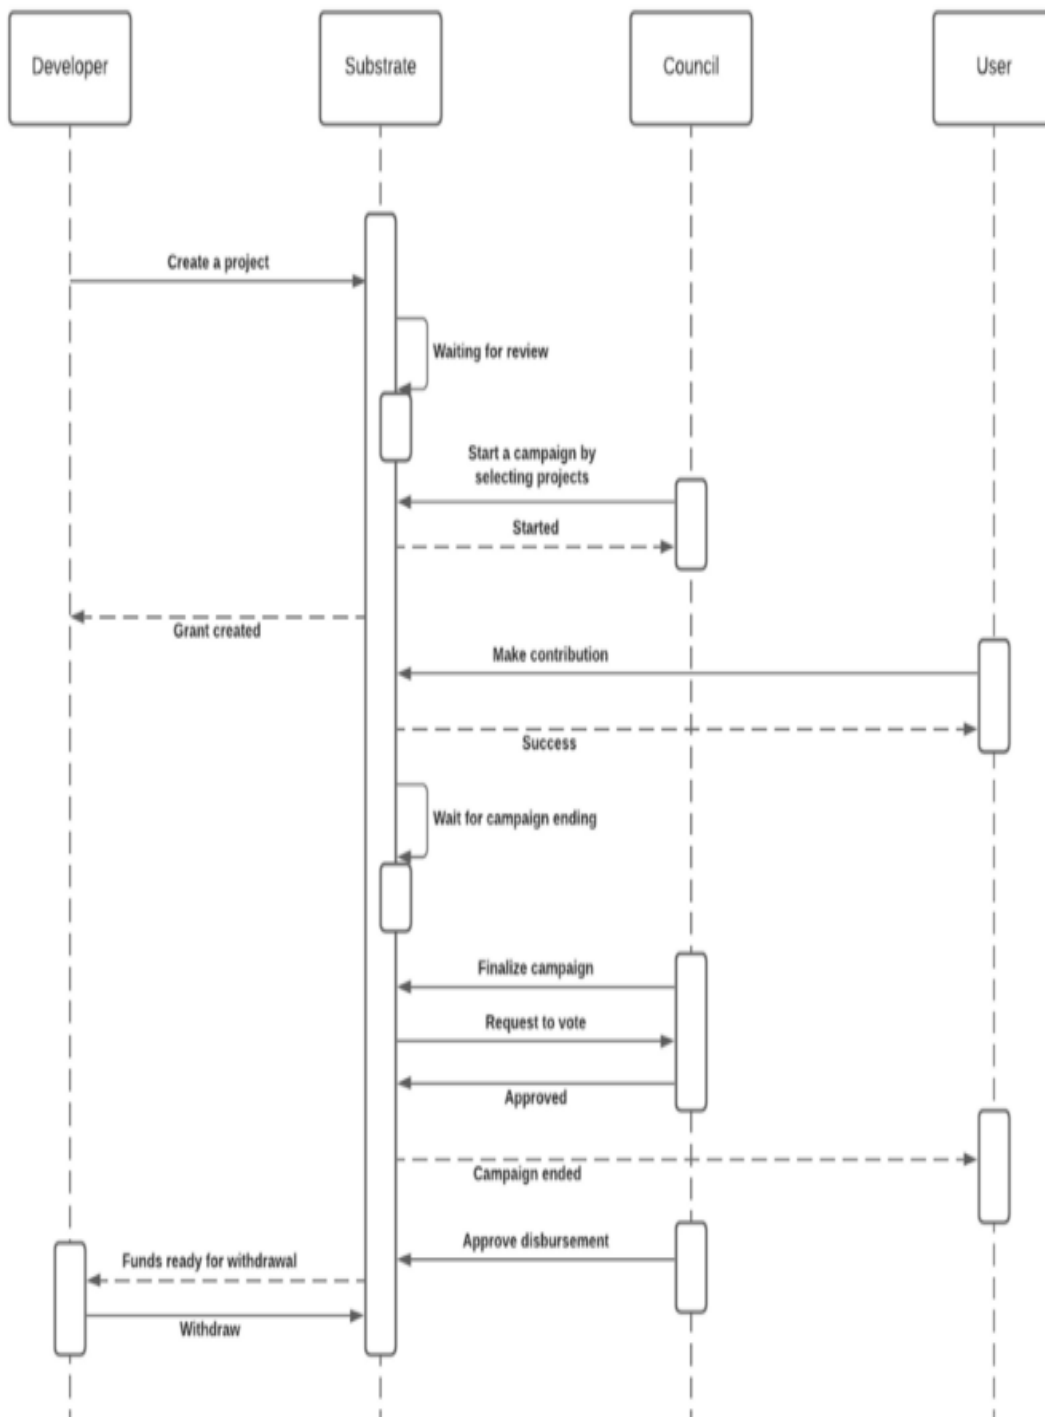 Developer
Substrate
Council
User
Create a project
Waiting for review
Start a campaign by
selecting projects
Started
Grant created
Make contribution
Success
Wait for campaign ending
Finalize campaign
Request to vote
Approved
Campaign ended
Approve disbursement
Funds ready for withdrawal
Withdraw